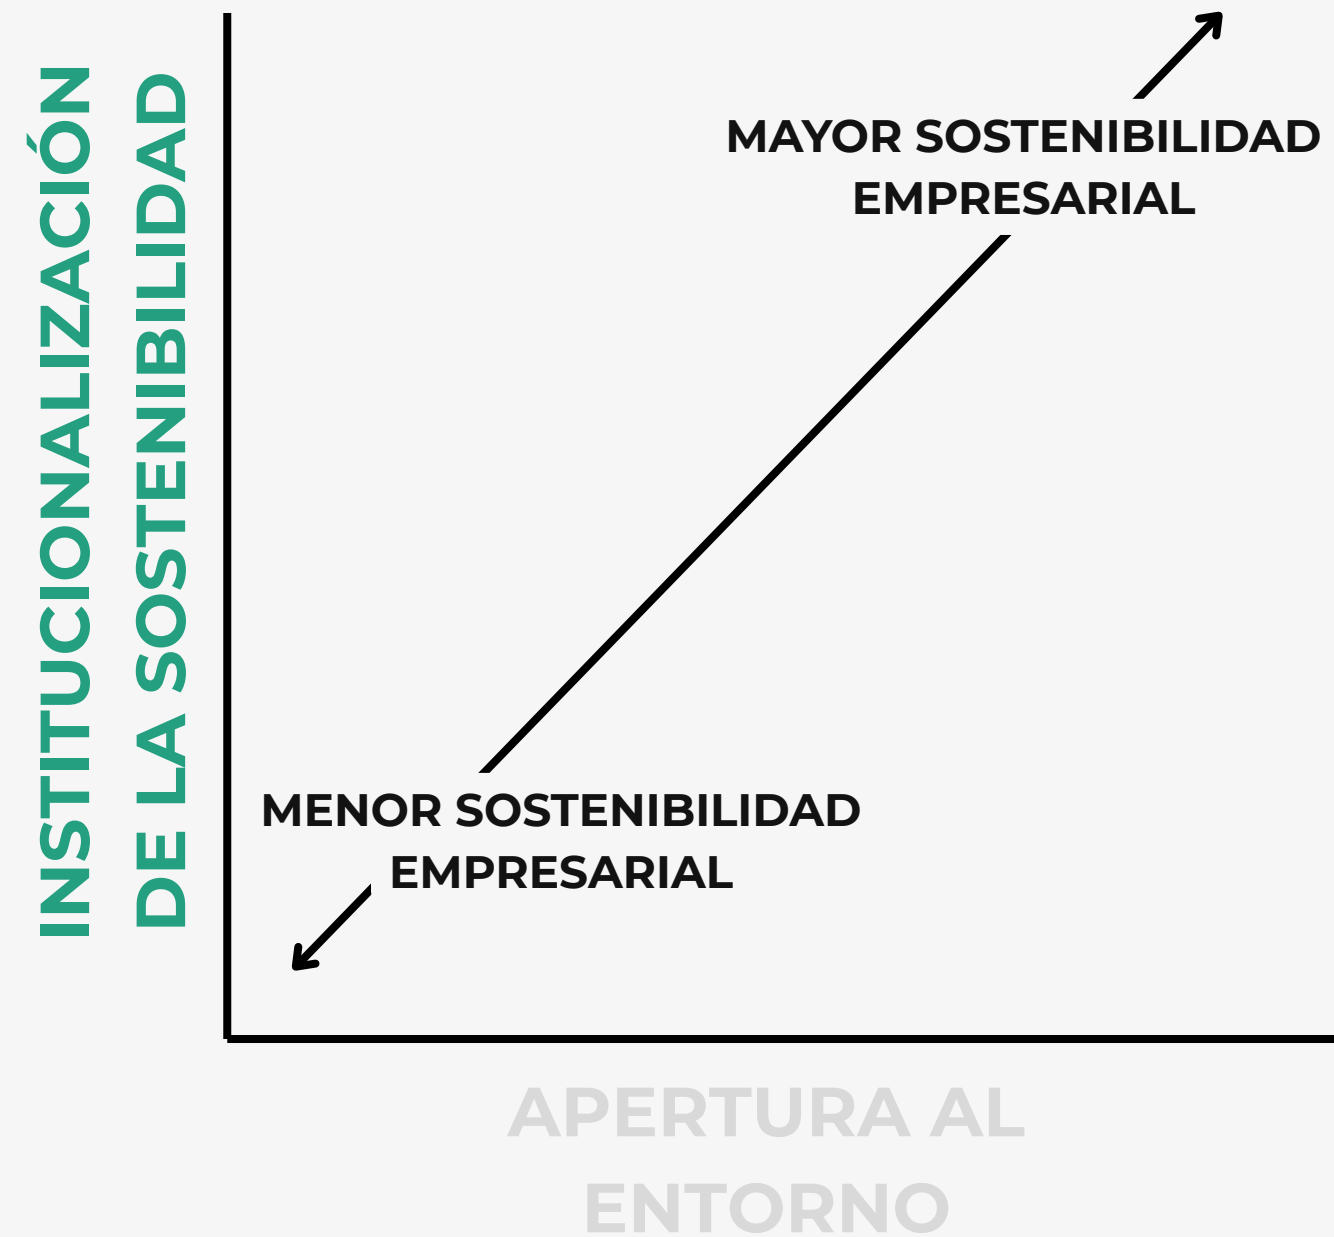 INSTITUCIONALIZACIÓN
DE LA SOSTENIBILIDAD
MAYOR SOSTENIBILIDAD
EMPRESARIAL
MENOR SOSTENIBILIDAD
EMPRESARIAL
APERTURA AL
ENTORNO